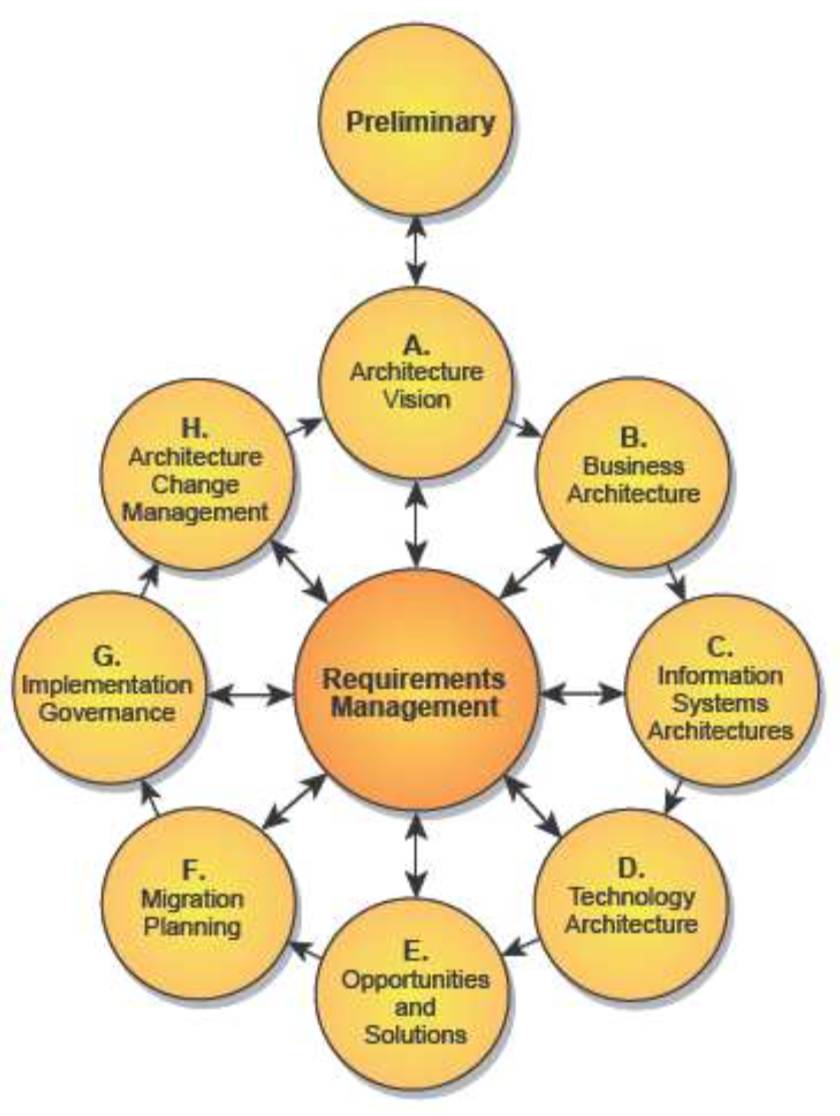 Preliminary
A.
Architecture
Vision
B.
Business
Architecture
C.
Information
Systems
Architectures
D.
Technology
Architecture
E.
Opportunities
and
Solutions
F.
Migration
Planning
G.
Implementation
Governance
H.
Architecture
Change
Management
Requirements
Management